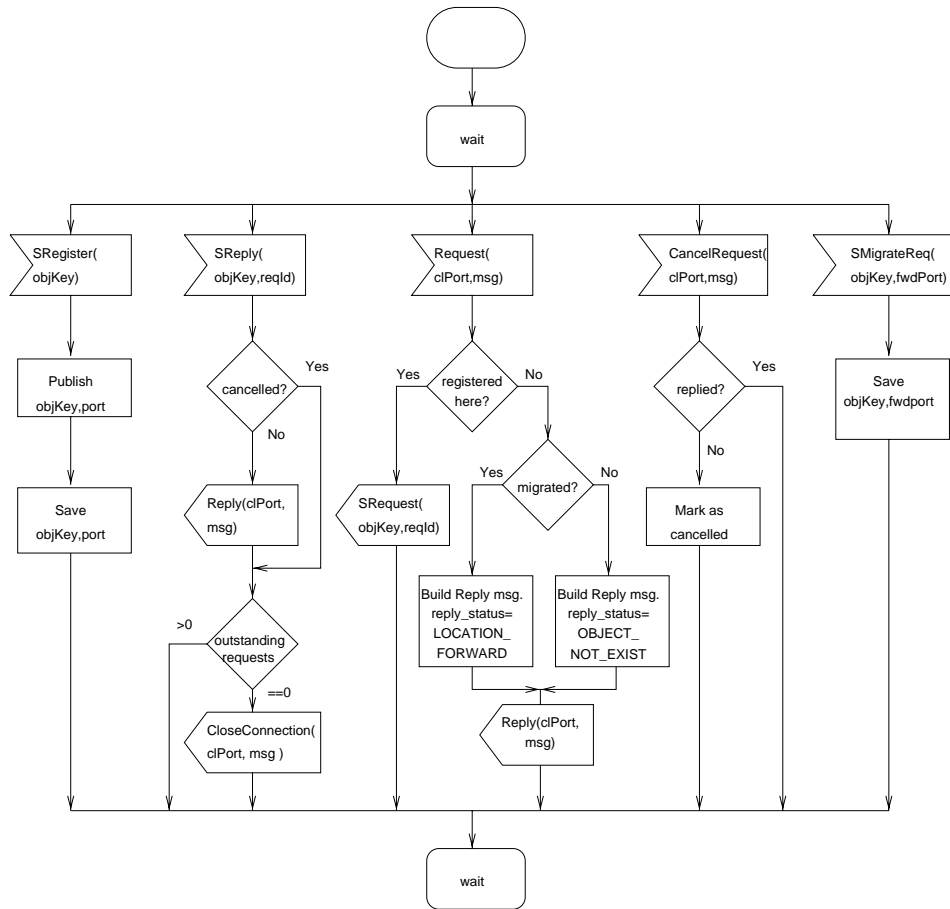 wait
SRegister(
objKey)
SReply(
objKey,reqId)
Request(
clPort,msg)
CancelRequest(
clPort,msg)
SMigrateReq(
objKey,fwdPort)
Publish
objKey,port
cancelled?
Yes
No
Yes
registered
here?
No
replied?
Yes
No
Save
objKey,fwdport
Save
objKey,port
Reply(clPort,
msg)
SRequest(
objKey,reqId)
Yes
migrated?
No
Mark as
cancelled
Build Reply msg.
reply_status=
LOCATION_
FORWARD
Build Reply msg.
reply_status=
OBJECT_
NOT_EXIST
>0
outstanding
requests
==0
CloseConnection(
clPort, msg )
Reply(clPort,
msg)
wait